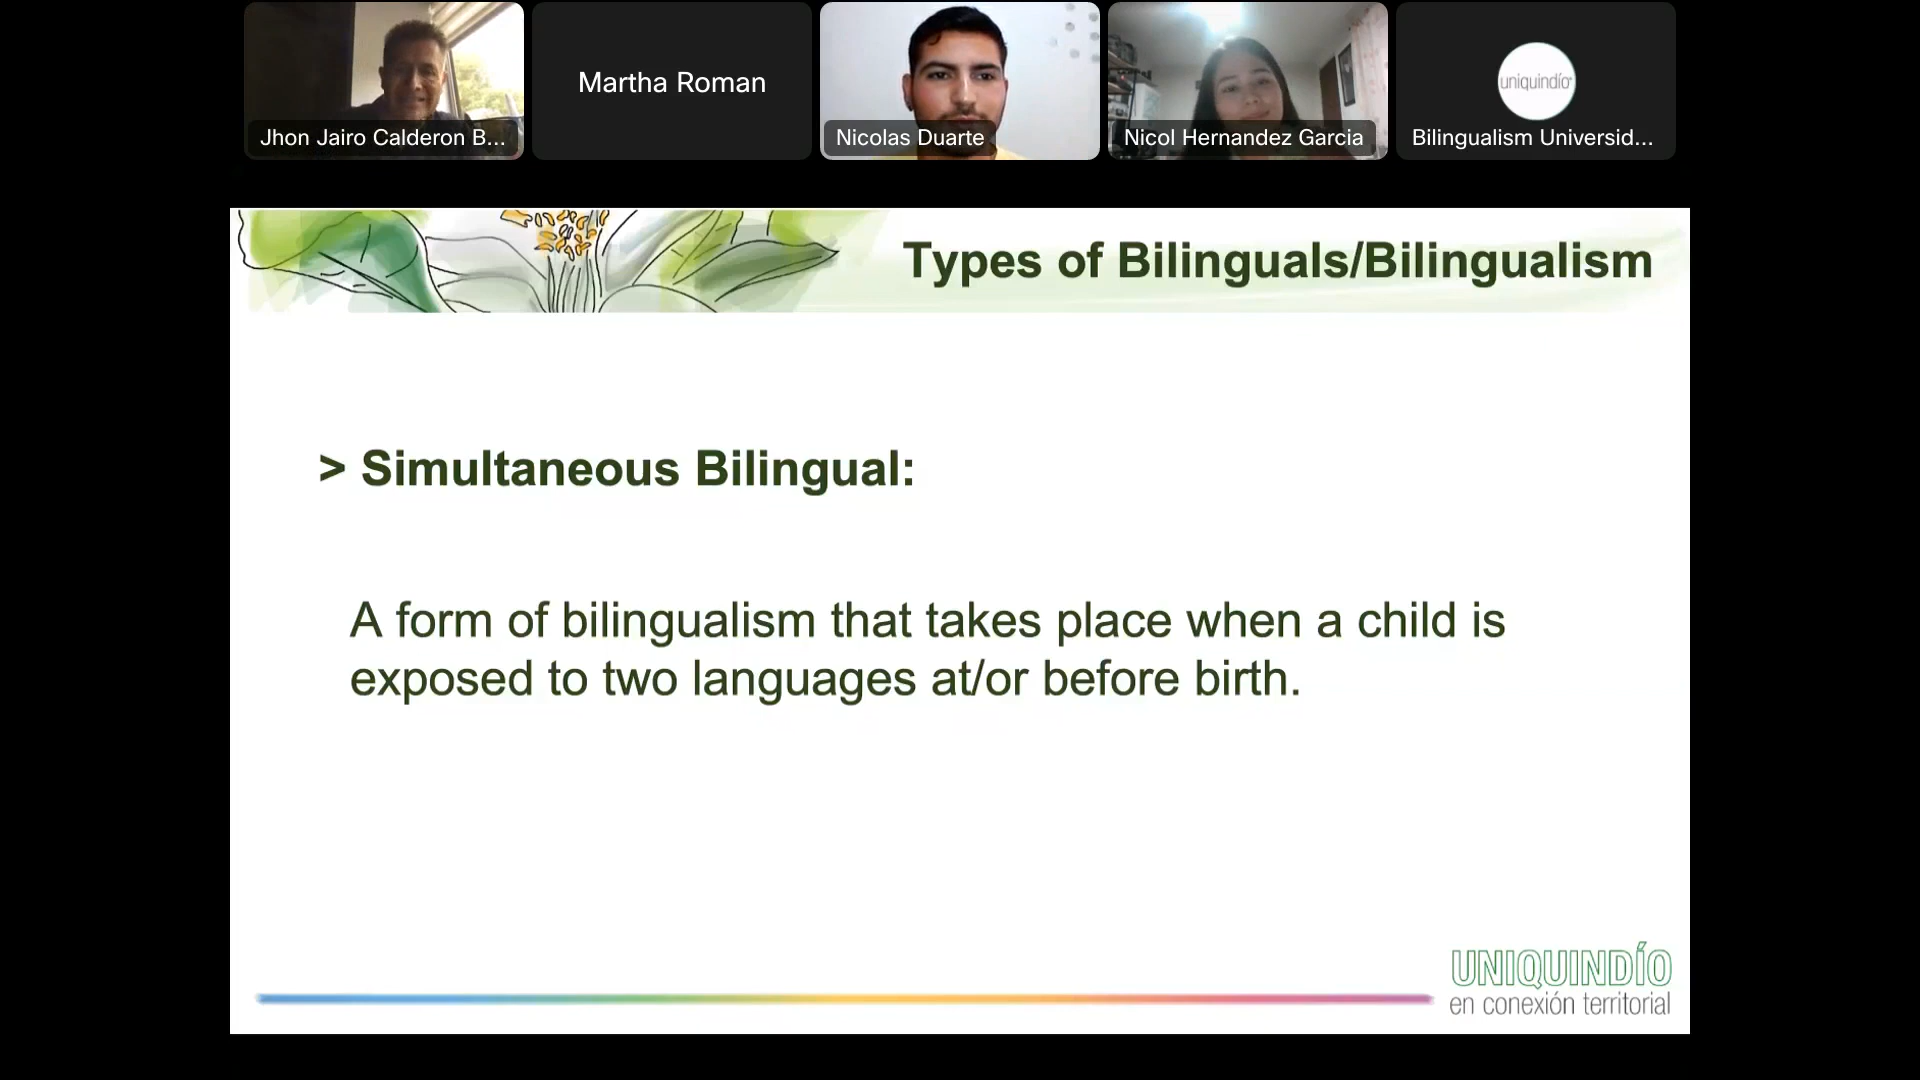 Jhon Jairo Calderon B...
Martha Roman
Nicolas Duarte
Nicol Hernandez Garcia
uniquindío
Bilingualism Universid...
Types of Bilinguals/Bilingualism
> Simultaneous Bilingual:
A form of bilingualism that takes place when a child is
exposed to two languages at/or before birth.
UNIQUINDÍO
en conexión territorial